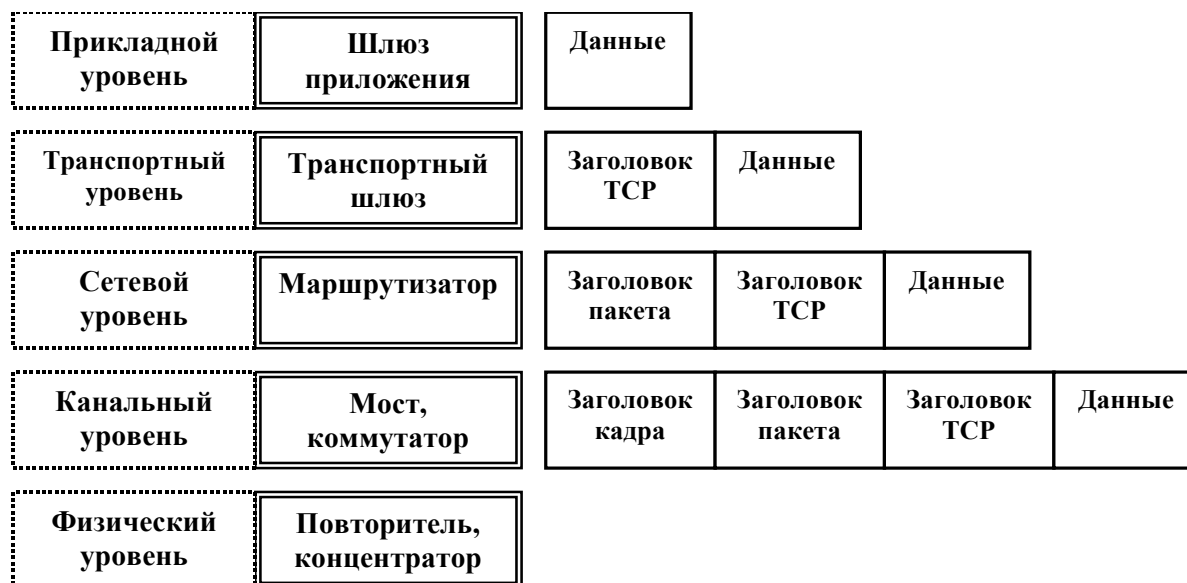 Прикладной
уровень
Шлюз
приложения
Данные
Транспортный
уровень
Транспортный
шлюз
Заголовок
TCP
Данные
Сетевой
уровень
Маршрутизатор
Заголовок
пакета
Заголовок
TCP
Данные
Канальный
уровень
Мост,
коммутатор
Заголовок
кадра
Заголовок
пакета
Заголовок
TCP
Данные
Физический
уровень
Повторитель,
концентратор